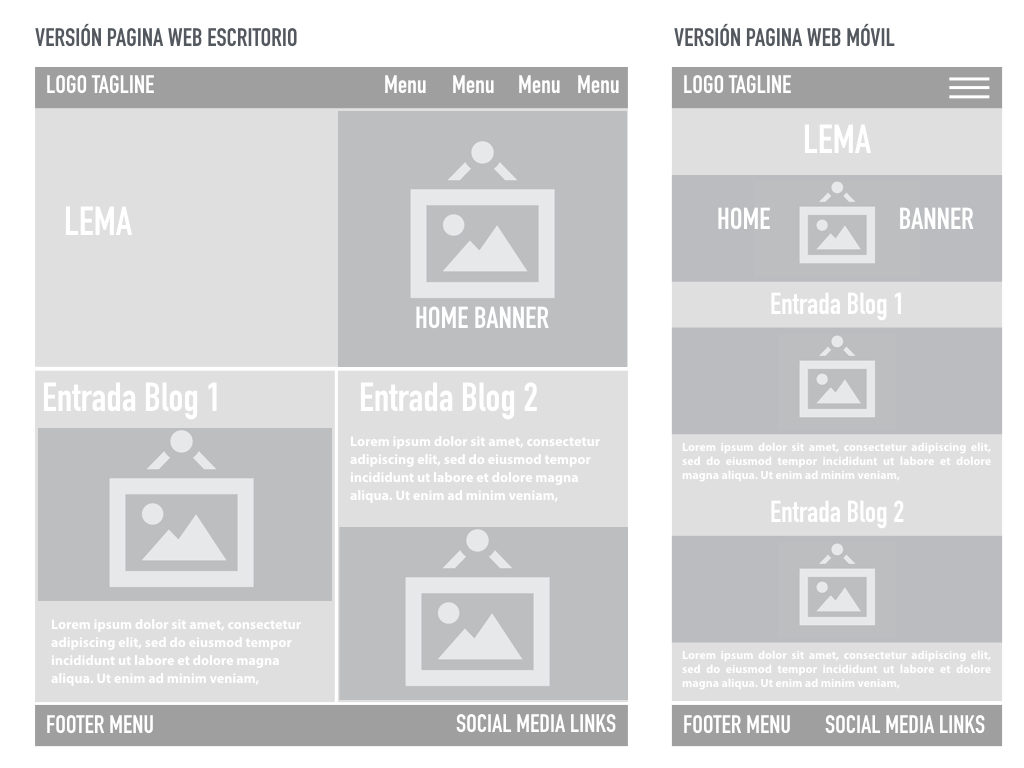 VERSIÓN PAGINA WEB ESCRITORIO
LOGO TAGLINE
Menu Menu Menu Menu
LEMA
HOME BANNER
Entrada Blog 1
Lorem ipsum dolor sit amet, consectetur
adipiscing elit, sed do eiusmod tempor
incididunt ut labore et dolore magna
aliqua. Ut enim ad minim veniam,
Entrada Blog 2
Lorem ipsum dolor sit amet, consectetur
adipiscing elit, sed do eiusmod tempor
incididunt ut labore et dolore magna
aliqua. Ut enim ad minim veniam,
FOOTER MENU
SOCIAL MEDIA LINKS
VERSIÓN PAGINA WEB MÓVIL
LOGO TAGLINE
LEMA
HOME BANNER
Entrada Blog 1
Lorem ipsum dolor sit amet, consectetur adipiscing elit,
sed do eiusmod tempor incididunt ut labore et dolore
magna aliqua. Ut enim ad minim veniam,
Entrada Blog 2
Lorem ipsum dolor sit amet, consectetur adipiscing elit,
sed do eiusmod tempor incididunt ut labore et dolore
magna aliqua. Ut enim ad minim veniam,
FOOTER MENU
SOCIAL MEDIA LINKS